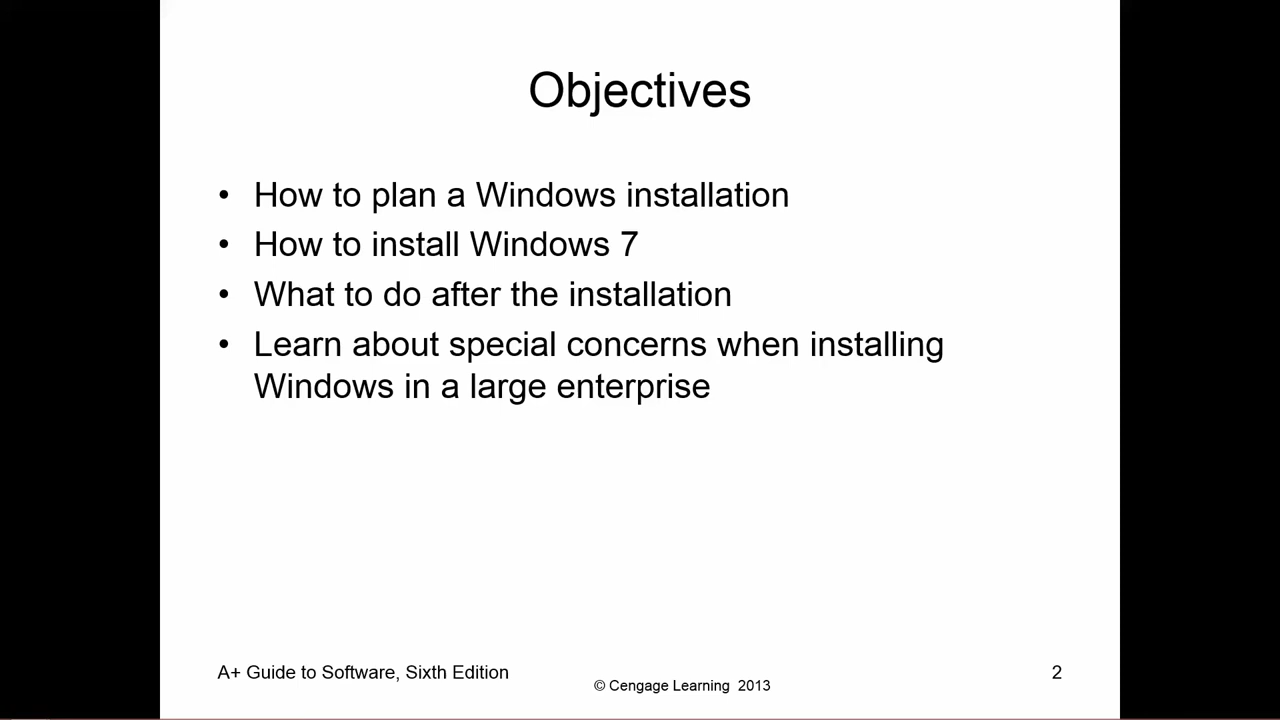 Objectives
• How to plan a Windows installation
• How to install Windows 7
• What to do after the installation
• Learn about special concerns when installing
Windows in a large enterprise
A+ Guide to Software, Sixth Edition
© Cengage Learning 2013
2